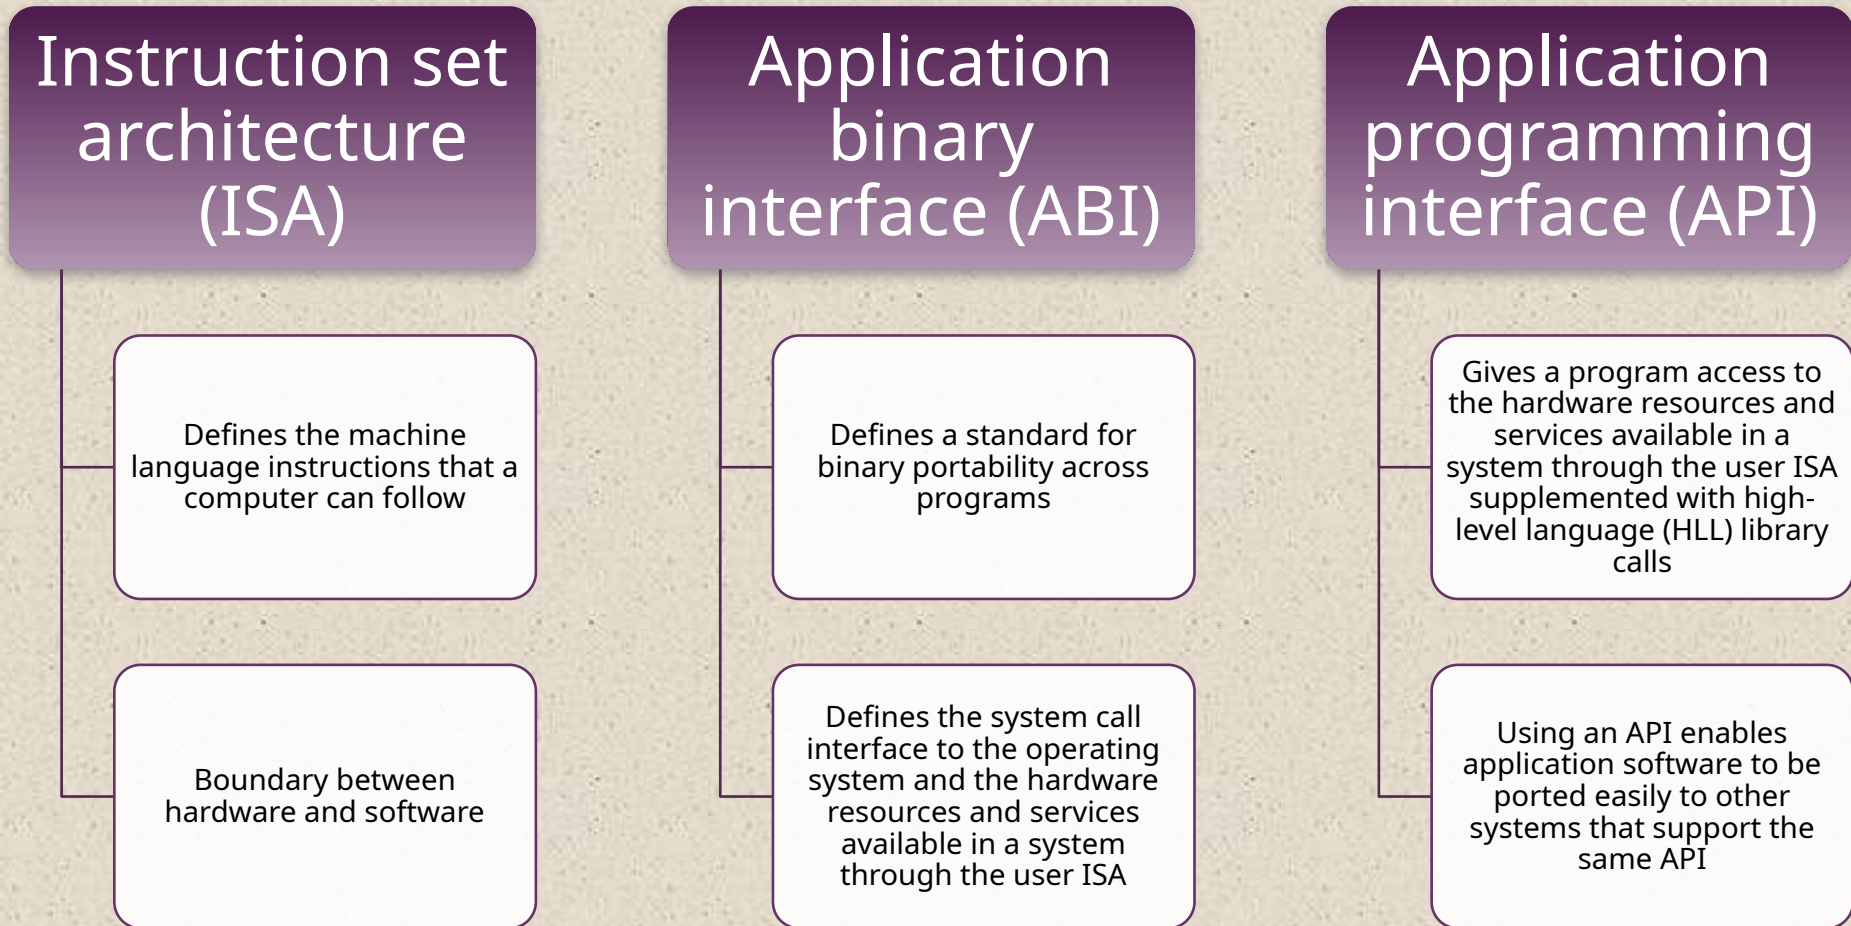 Instruction set
architecture
(ISA)
Defines the machine
language instructions that a
computer can follow
Boundary between
hardware and software
Application
binary
interface (ABI)
Defines a standard for
binary portability across
programs
Defines the system call
interface to the operating
system and the hardware
resources and services
available in a system
through the user ISA
Application
programming
interface (API)
Gives a program access to
the hardware resources and
services available in a
system through the user ISA
supplemented with high-
level language (HLL) library
calls
Using an API enables
application software to be
ported easily to other
systems that support the
same API